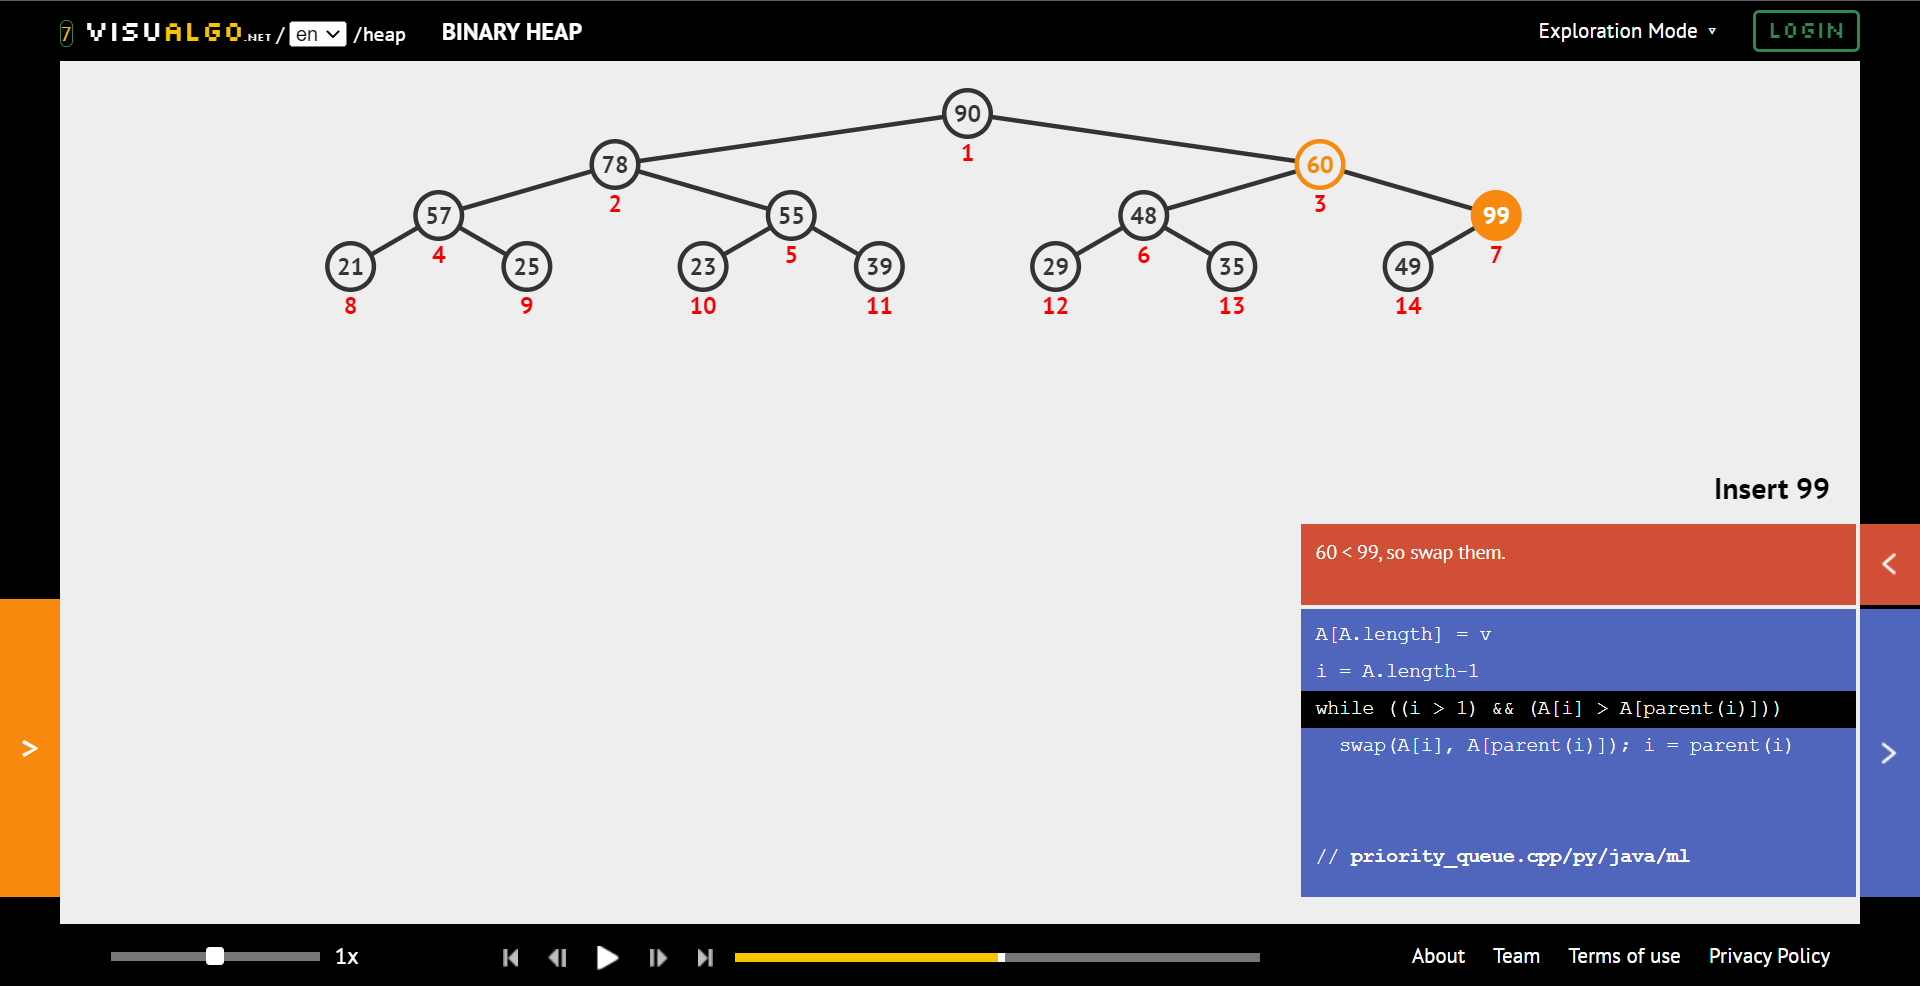 7 VISUALGO.NET / en /heap BINARY HEAP Exploration Mode ▾ LOGIN
90
1
78 60
2 3
57 55 48 99
4 5 6 7
21 25 23 39 29 35 49
8 9 10 11 12 13 14
Insert 99
60 < 99, so swap them.
A[A.length] = v
i = A.length-1
while ((i > 1) && (A[i] > A[parent(i)]))
swap(A[i], A[parent(i)]); i = parent(i)
// priority_queue.cpp/py/java/ml
1x About Team Terms of use Privacy Policy